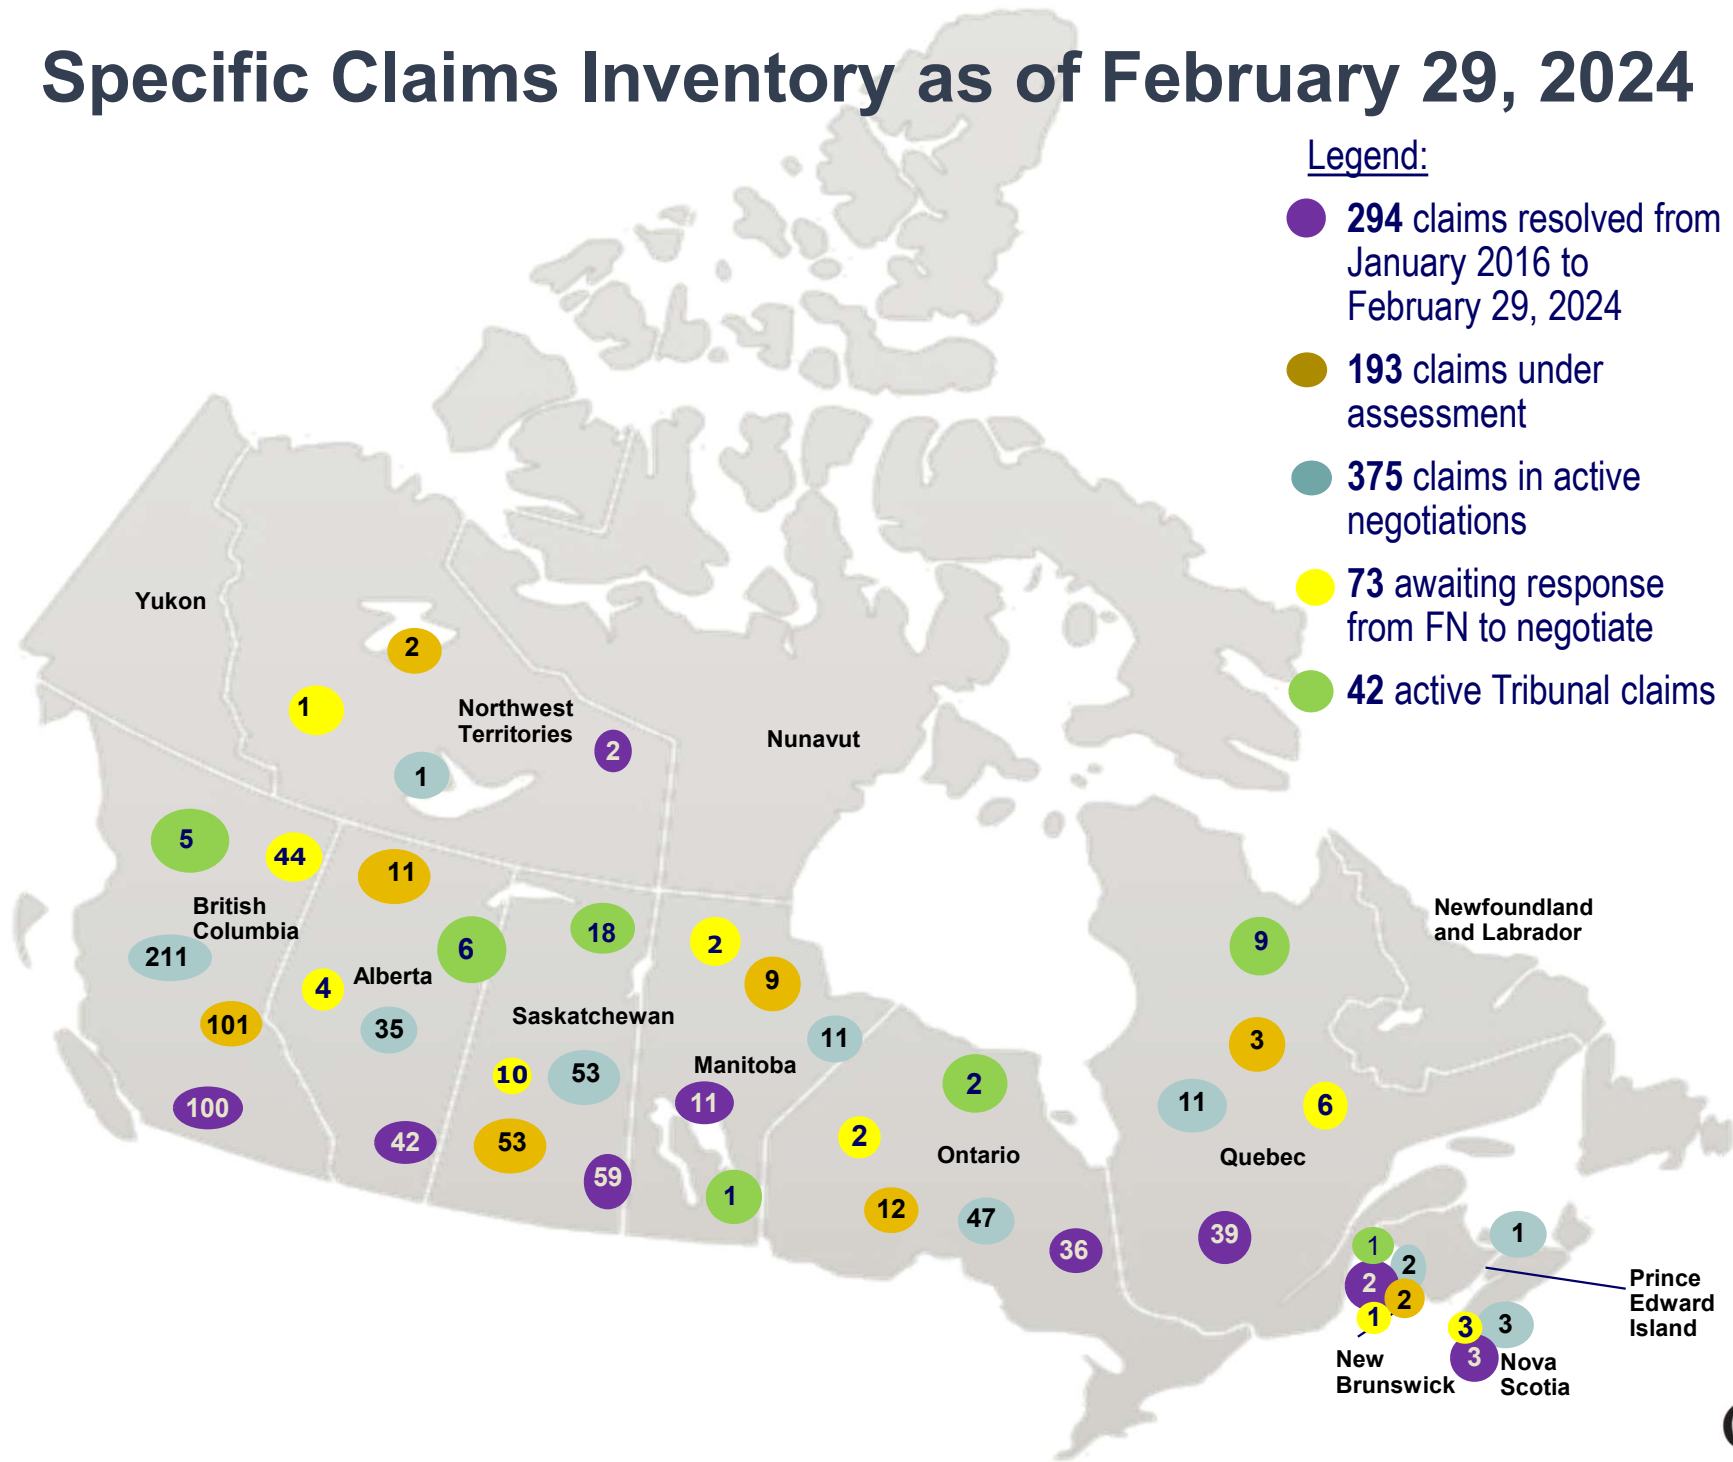 Specific Claims Inventory as of February 29, 2024
Legend:
294 claims resolved from
January 2016 to
February 29, 2024
193 claims under
assessment
375 claims in active
negotiations
73 awaiting response
from FN to negotiate
42 active Tribunal claims
Yukon
2
1
Northwest
Territories
2
1
Nunavut
5
44
British
Columbia
211
101
100
11
6
4
Alberta
35
42
18
Saskatchewan
10
53
53
59
2
9
11
Manitoba
11
1
2
2
Ontario
12
47
36
9
3
11
6
Quebec
39
Newfoundland
and Labrador
1
2
2
2
1
New
Brunswick
1
Prince
Edward
Island
3
3
3
Nova
Scotia